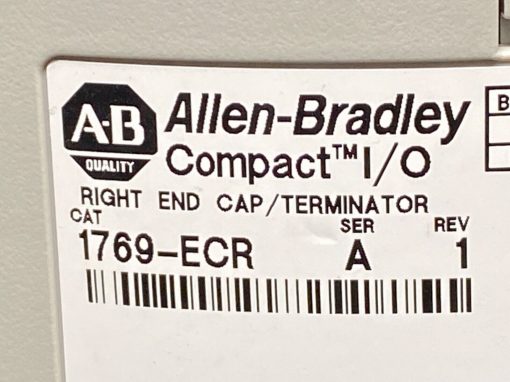 A-B
QUALITY
Allen-Bradley
Compact™ I/O
RIGHT END CAP/TERMINATOR
CAT SER REV
1769-ECR A 1
B